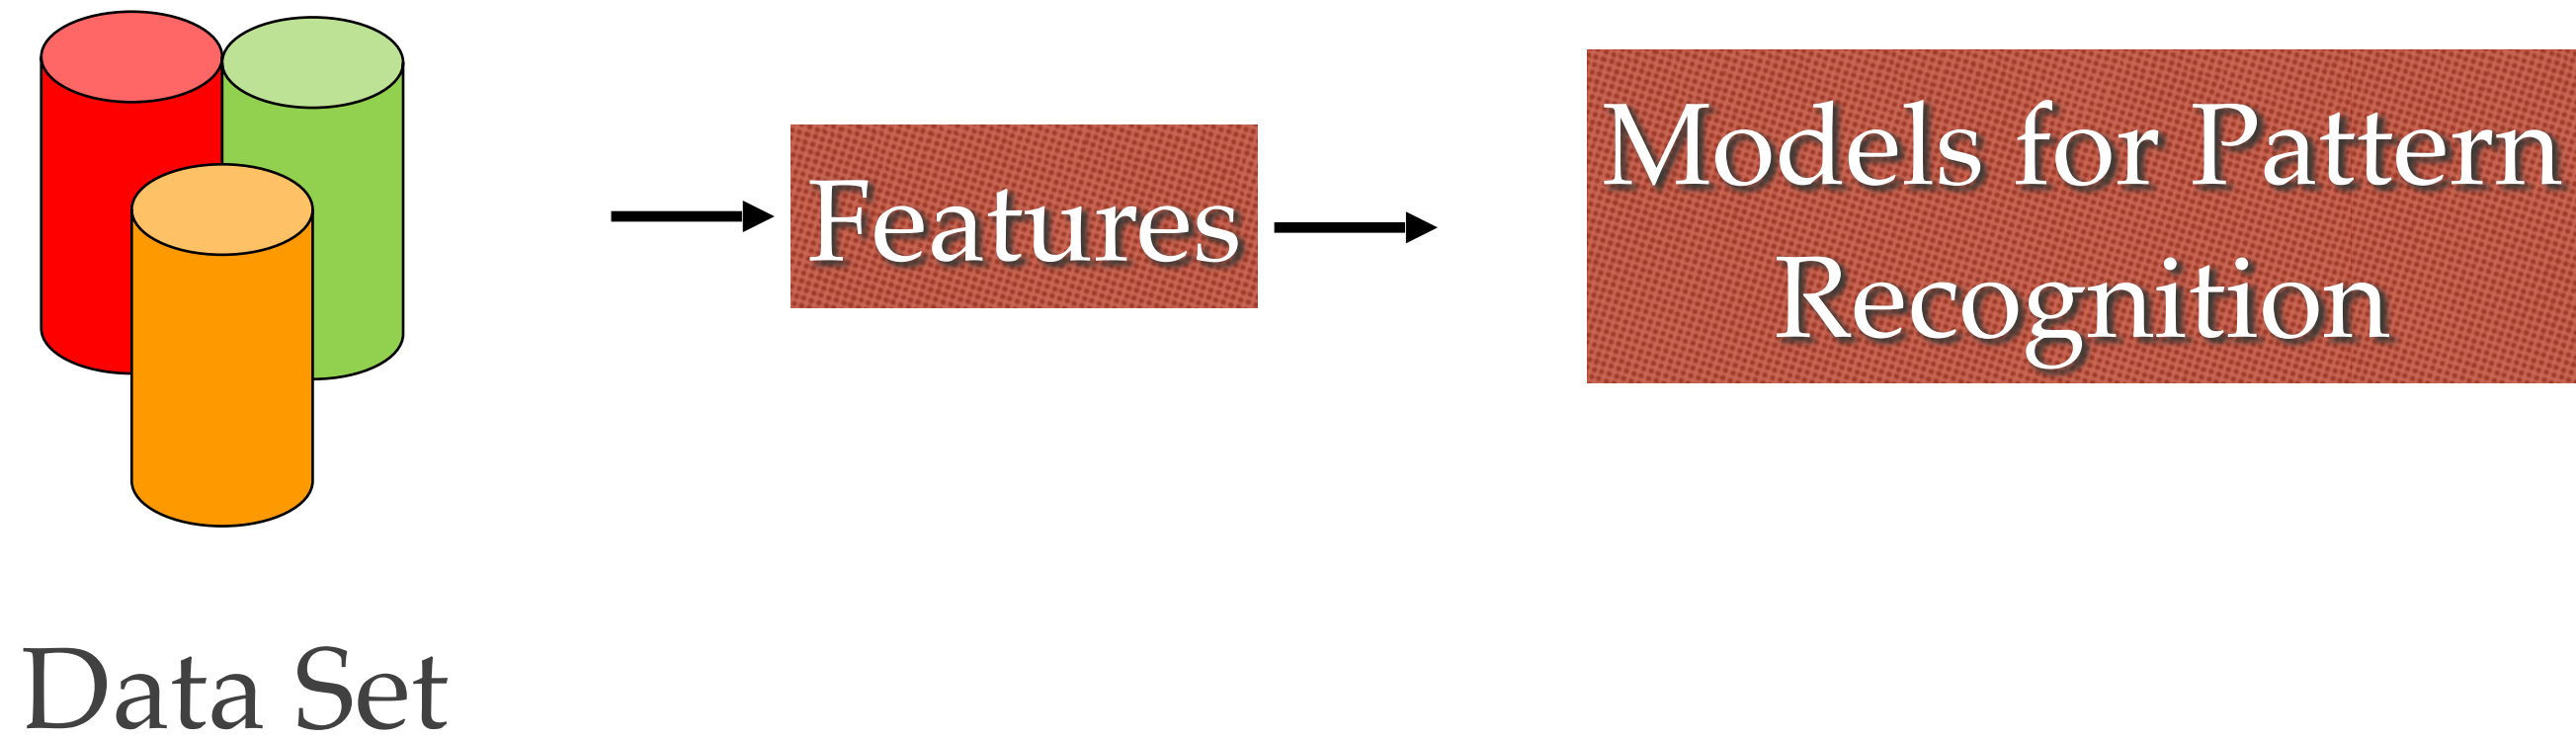 Features
Models for Pattern
Recognition
Data Set